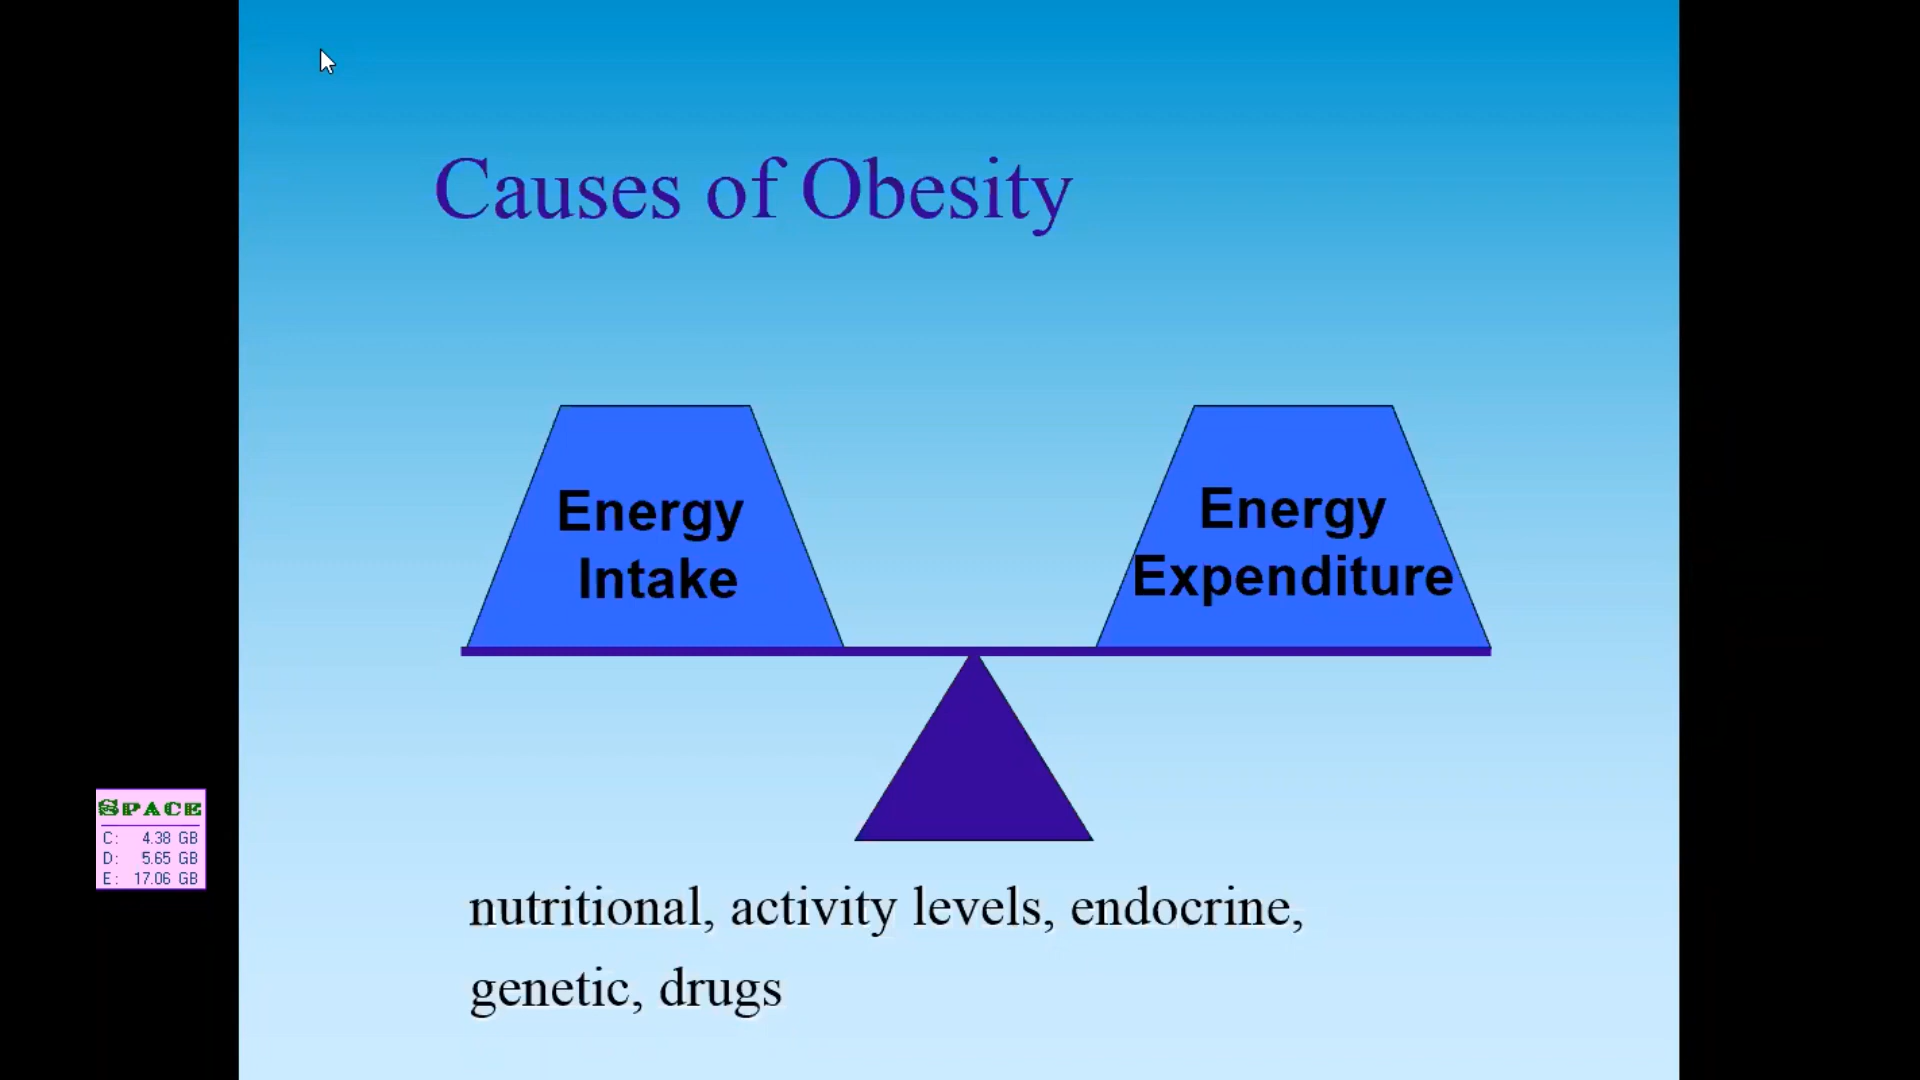 Causes of Obesity
Energy
Intake
Energy
Expenditure
nutritional, activity levels, endocrine,
genetic, drugs
SPACE
C: 4.38 GB
D: 5.65 GB
E: 17.06 GB